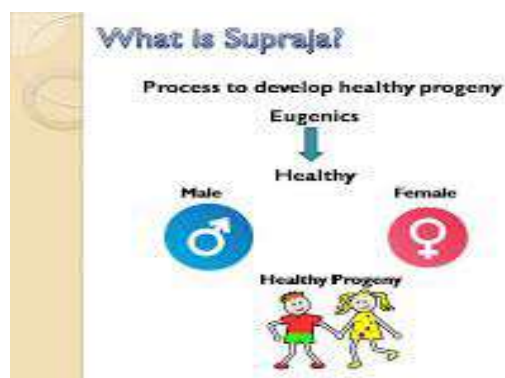 What is Supraja?
Process to develop healthy progeny
Eugenics
Healthy
Male
Female
Healthy Progeny